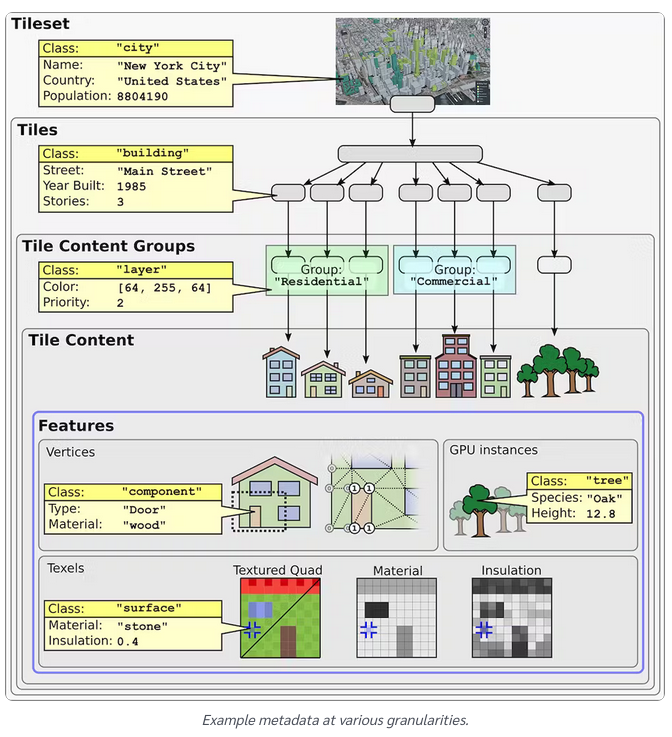 Tileset
Class: "city"
Name: "New York City"
Country: "United States"
Population: 8804190
Tiles
Class: "building"
Street: "Main Street"
Year Built: 1985
Stories: 3
Tile Content Groups
Class: "layer"
Color: [64, 255, 64]
Priority: 2
Group:
"Residential"
Group:
"Commercial"
Tile Content
Features
Vertices
Class: "component"
Type: "Door"
Material: "wood"
0
0
0
1
1
0
1
1
GPU instances
Class: "tree"
Species: "Oak"
Height: 12.8
Texels
Class: "surface"
Material: "stone"
Insulation: 0.4
Textured Quad
Material
Insulation
Example metadata at various granularities.